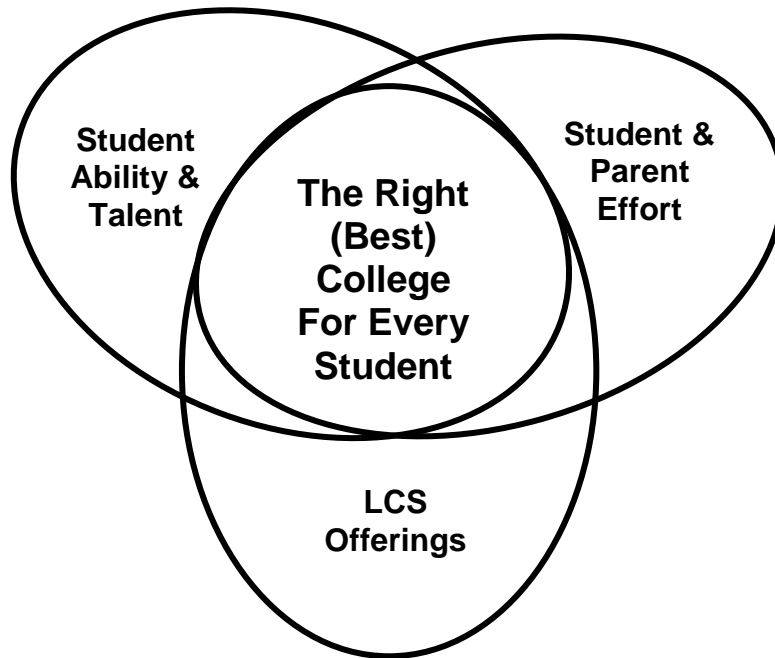 Student
Ability &
Talent
Student &
Parent
Effort
The Right
(Best)
College
For Every
Student
LCS
Offerings